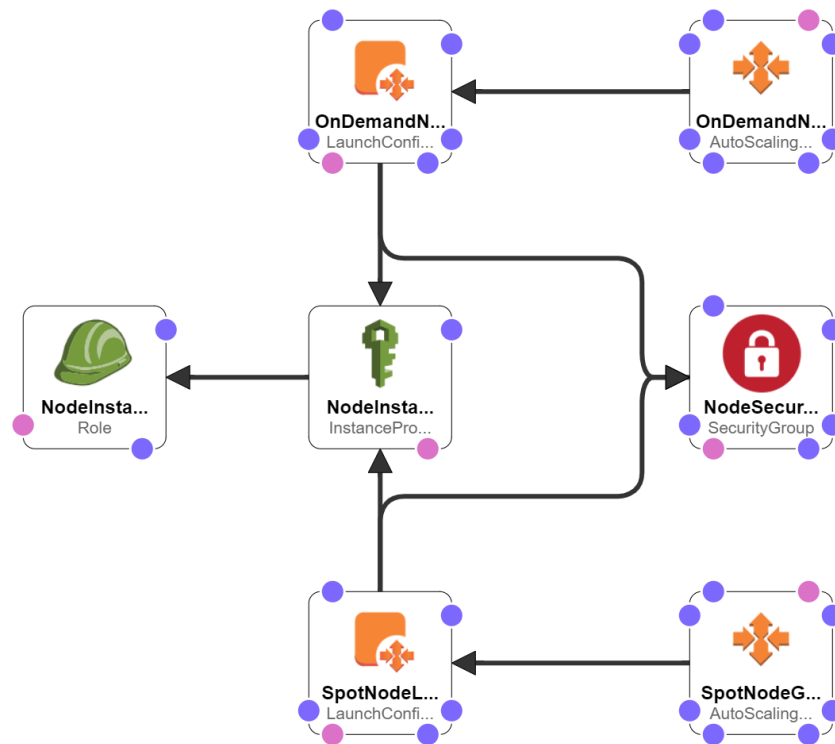 OnDemandN...
LaunchConfi...
OnDemandN...
AutoScaling...
NodeInsta...
Role
NodeInsta...
InstancePro...
NodeSecur...
SecurityGroup
SpotNodeL...
LaunchConfi...
SpotNodeG...
AutoScaling...